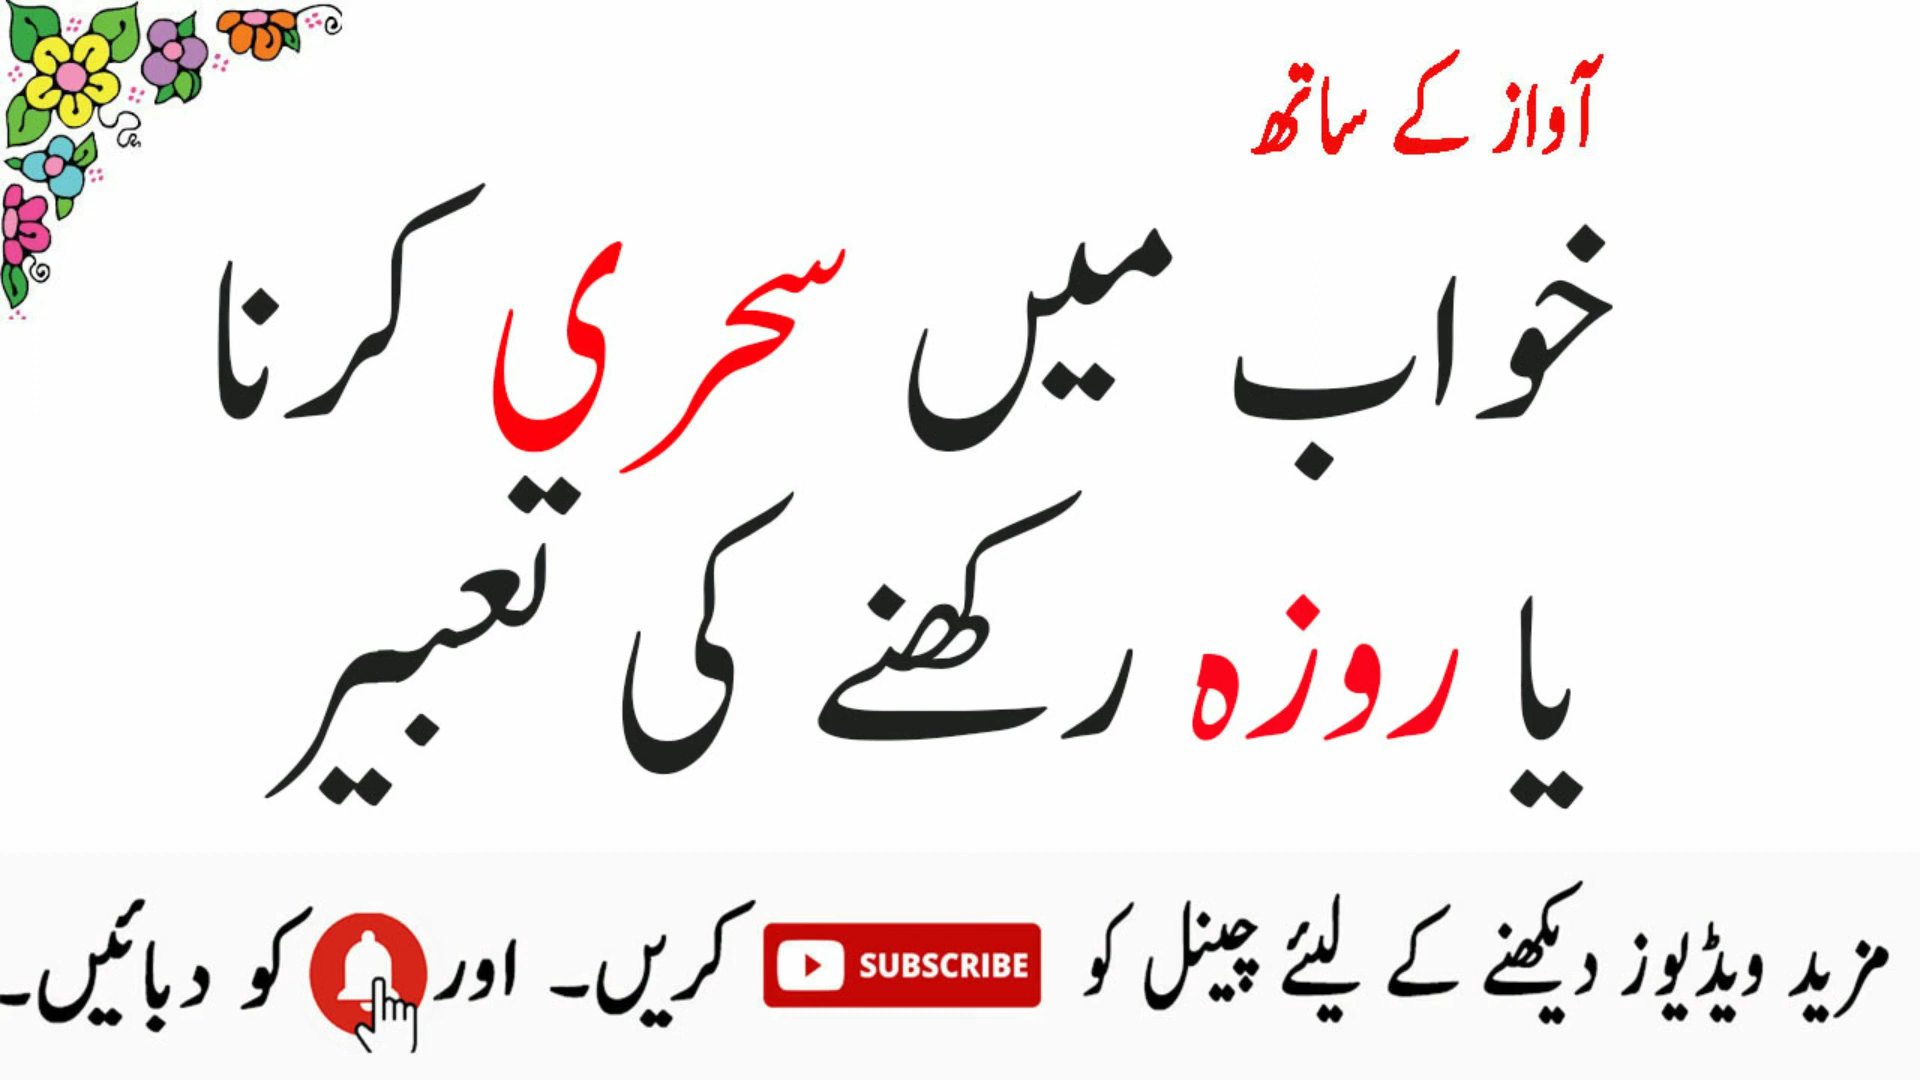 آواز کے ساتھ
خواب میں سحری کرنا
یا روزہ رکھنے کی تعبیر
مزید ویڈیوز دیکھنے کے لیئے چینل کو SUBSCRIBE کریں۔ اور کو دبائیں۔